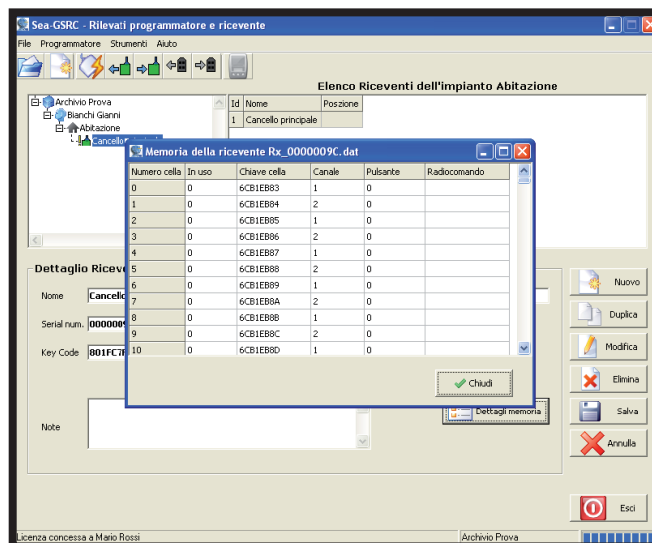 Sea-GSRC - Rilevati programmatore e ricevente
File Programmatore Strumenti Aiuto
Elenco Riceventi dell'impianto Abitazione
Archivio Prova
Bianchi Gianni
Abitazione
Id Nome Poszione
1 Cancello principale
Memoria della ricevente Rx_0000009C.dat
Numero cella In uso Chiave cella Canale Pulsante Radiocomando
0 0 6CB1EB83 1 0
1 0 6CB1EB84 2 0
2 0 6CB1EB85 1 0
3 0 6CB1EB86 2 0
4 0 6CB1EB87 1 0
5 0 6CB1EB88 2 0
6 0 6CB1EB89 1 0
7 0 6CB1EB8A 2 0
8 0 6CB1EB8B 1 0
9 0 6CB1EB8C 2 0
10 0 6CB1EB8D 1 0
Chiudi
Dettaglio
Nome
Serial num.
Key Code
Note
Dettagli memoria
Nuovo
Duplica
Modifica
Elimina
Salva
Annulla
Esci
Licenza concessa a Mario Rossi
Archivio Prova